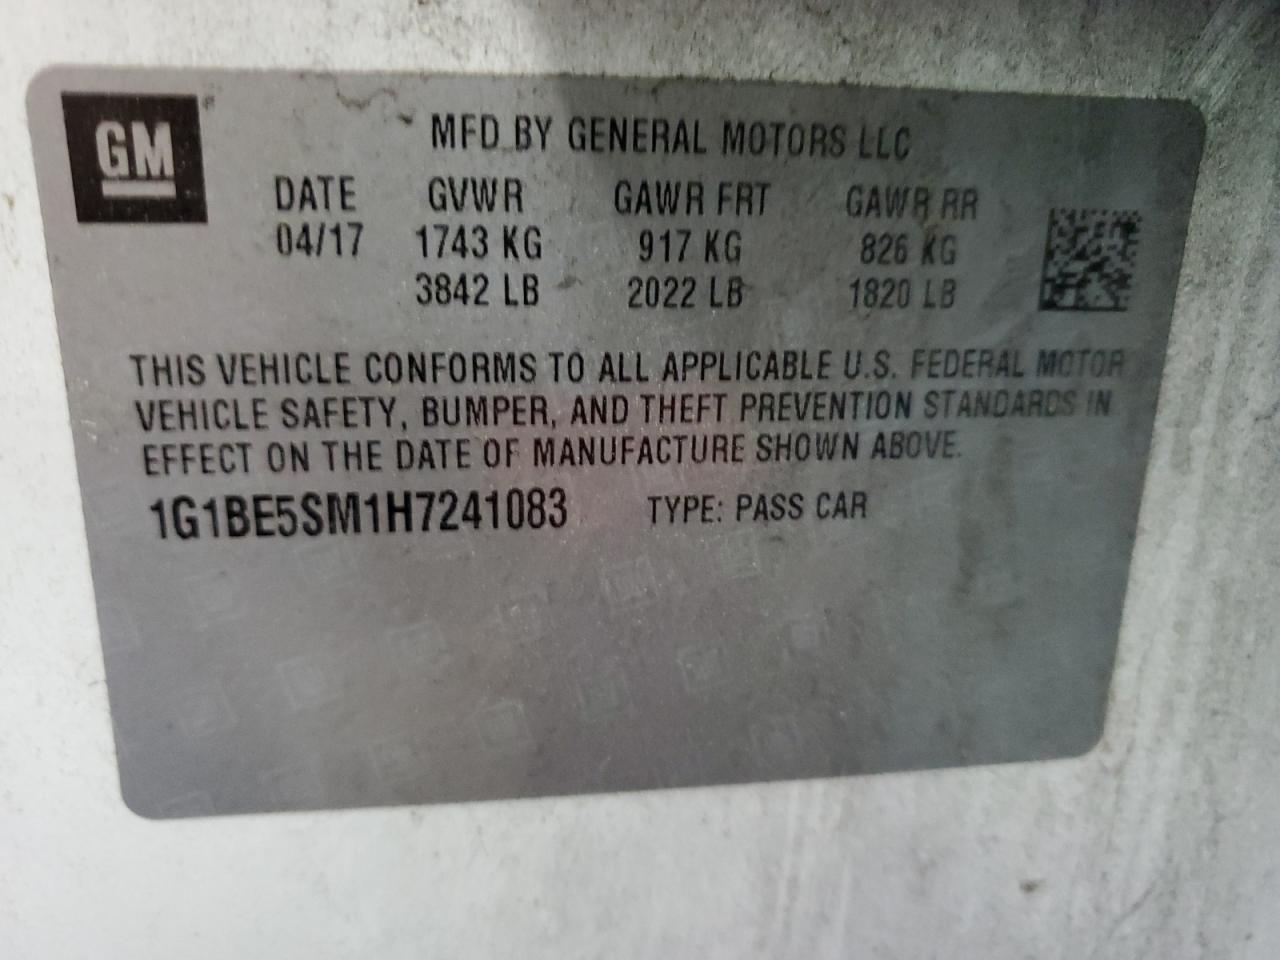 GM
MFD BY GENERAL MOTORS LLC
DATE GVWR GAWR FRT GAWR RR
04/17 1743 KG 917 KG 826 KG
3842 LB 2022 LB 1820 LB
THIS VEHICLE CONFORMS TO ALL APPLICABLE U.S. FEDERAL MOTOR
VEHICLE SAFETY, BUMPER, AND THEFT PREVENTION STANDARDS IN
EFFECT ON THE DATE OF MANUFACTURE SHOWN ABOVE.
1G1BE5SM1H7241083 TYPE: PASS CAR